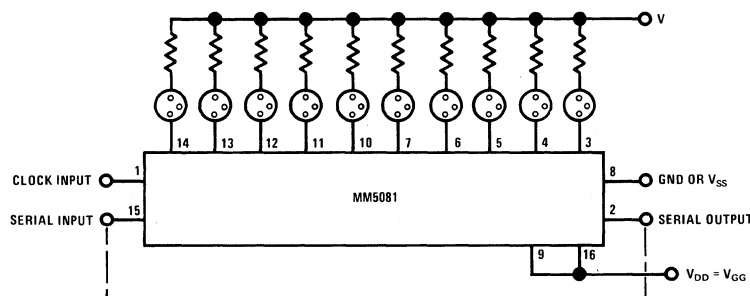 V
14 13 12 11 10 7 6 5 4 3
CLOCK INPUT 1 8 GND OR VSS
MM5081
SERIAL INPUT 15 2 SERIAL OUTPUT
9 16
VDD = VGG